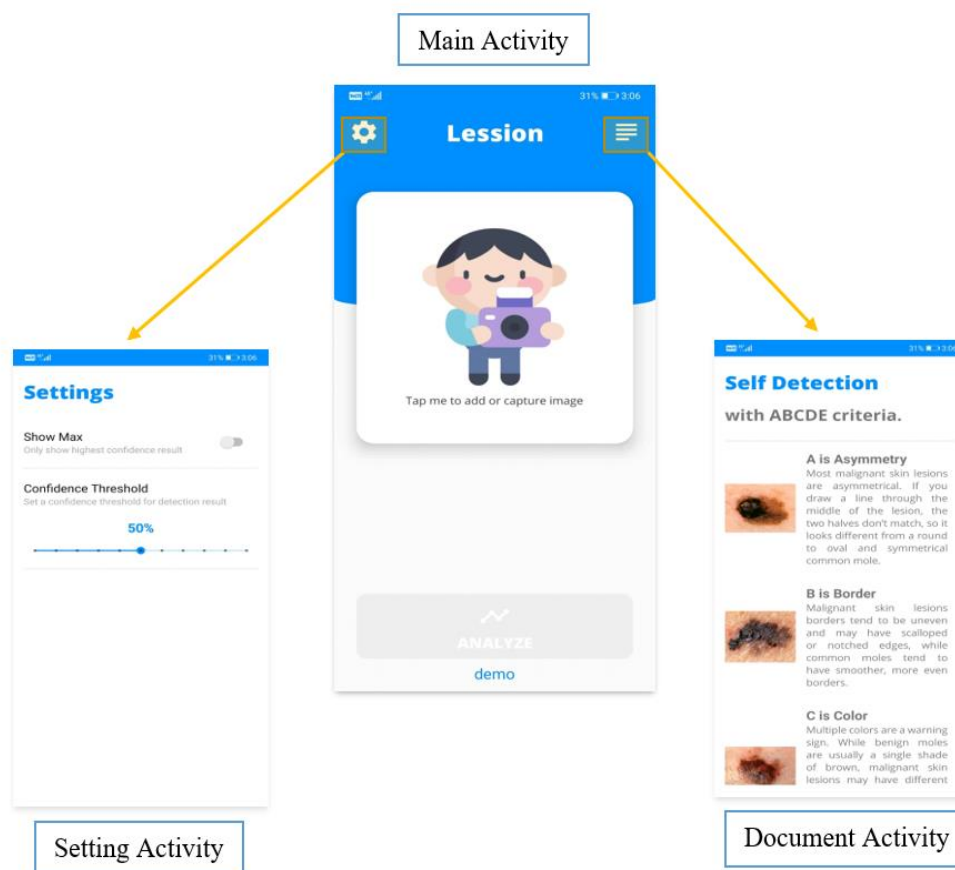 Main Activity
31% 3:06
Lession
Tap me to add or capture image
ANALYZE
demo
31% 3:06
Settings
Show Max
Only show highest confidence result
Confidence Threshold
Set a confidence threshold for detection result
50%
Setting Activity
31% 3:06
Self Detection
with ABCDE criteria.
A is Asymmetry
Most malignant skin lesions
are asymmetrical. If you
draw a line through the
middle of the lesion, the
two halves don't match, so it
looks different from a round
to oval and symmetrical
common mole.
B is Border
Malignant skin lesions
borders tend to be uneven
and may have scalloped
or notched edges, while
common moles tend to
have smoother, more even
borders.
C is Color
Multiple colors are a warning
sign. While benign moles
are usually a single shade
of brown, malignant skin
lesions may have different
Document Activity